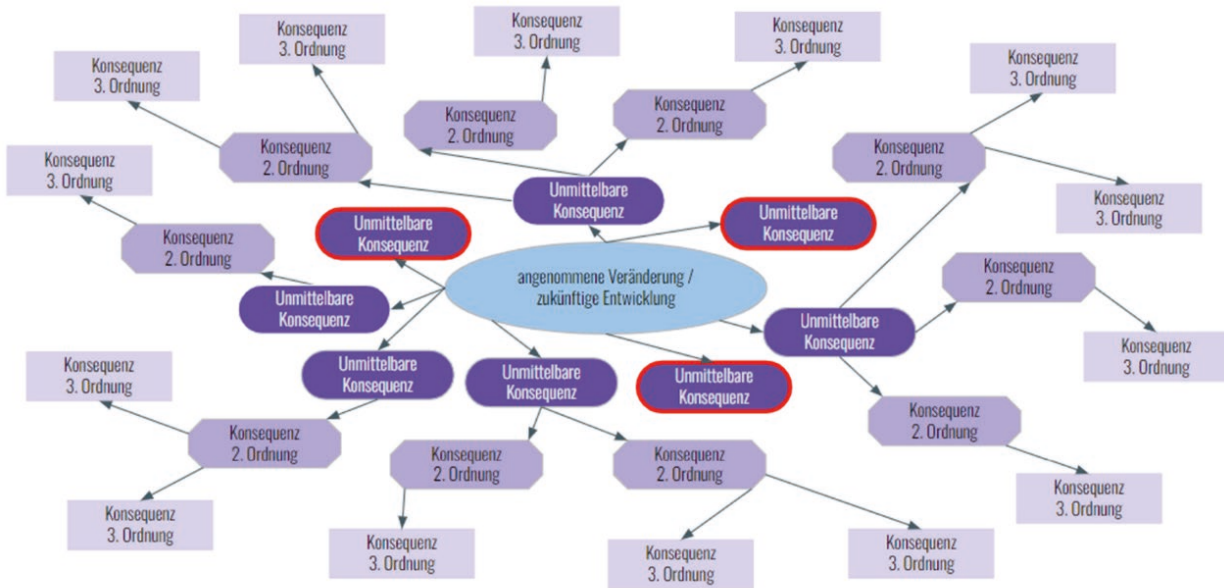 Konsequenz
3. Ordnung
Konsequenz
3. Ordnung
Konsequenz
3. Ordnung
Konsequenz
3. Ordnung
Konsequenz
3. Ordnung
Konsequenz
2. Ordnung
Konsequenz
2. Ordnung
Konsequenz
2. Ordnung
Konsequenz
2. Ordnung
Konsequenz
3. Ordnung
Unmittelbare
Konsequenz
Konsequenz
3. Ordnung
Unmittelbare
Konsequenz
Unmittelbare
Konsequenz
Konsequenz
2. Ordnung
angenommene Veränderung /
zukünftige Entwicklung
Konsequenz
2. Ordnung
Unmittelbare
Konsequenz
Unmittelbare
Konsequenz
Konsequenz
3. Ordnung
Unmittelbare
Konsequenz
Unmittelbare
Konsequenz
Unmittelbare
Konsequenz
Konsequenz
3. Ordnung
Konsequenz
2. Ordnung
Konsequenz
2. Ordnung
Konsequenz
2. Ordnung
Konsequenz
2. Ordnung
Konsequenz
3. Ordnung
Konsequenz
3. Ordnung
Konsequenz
3. Ordnung
Konsequenz
3. Ordnung
Konsequenz
3. Ordnung